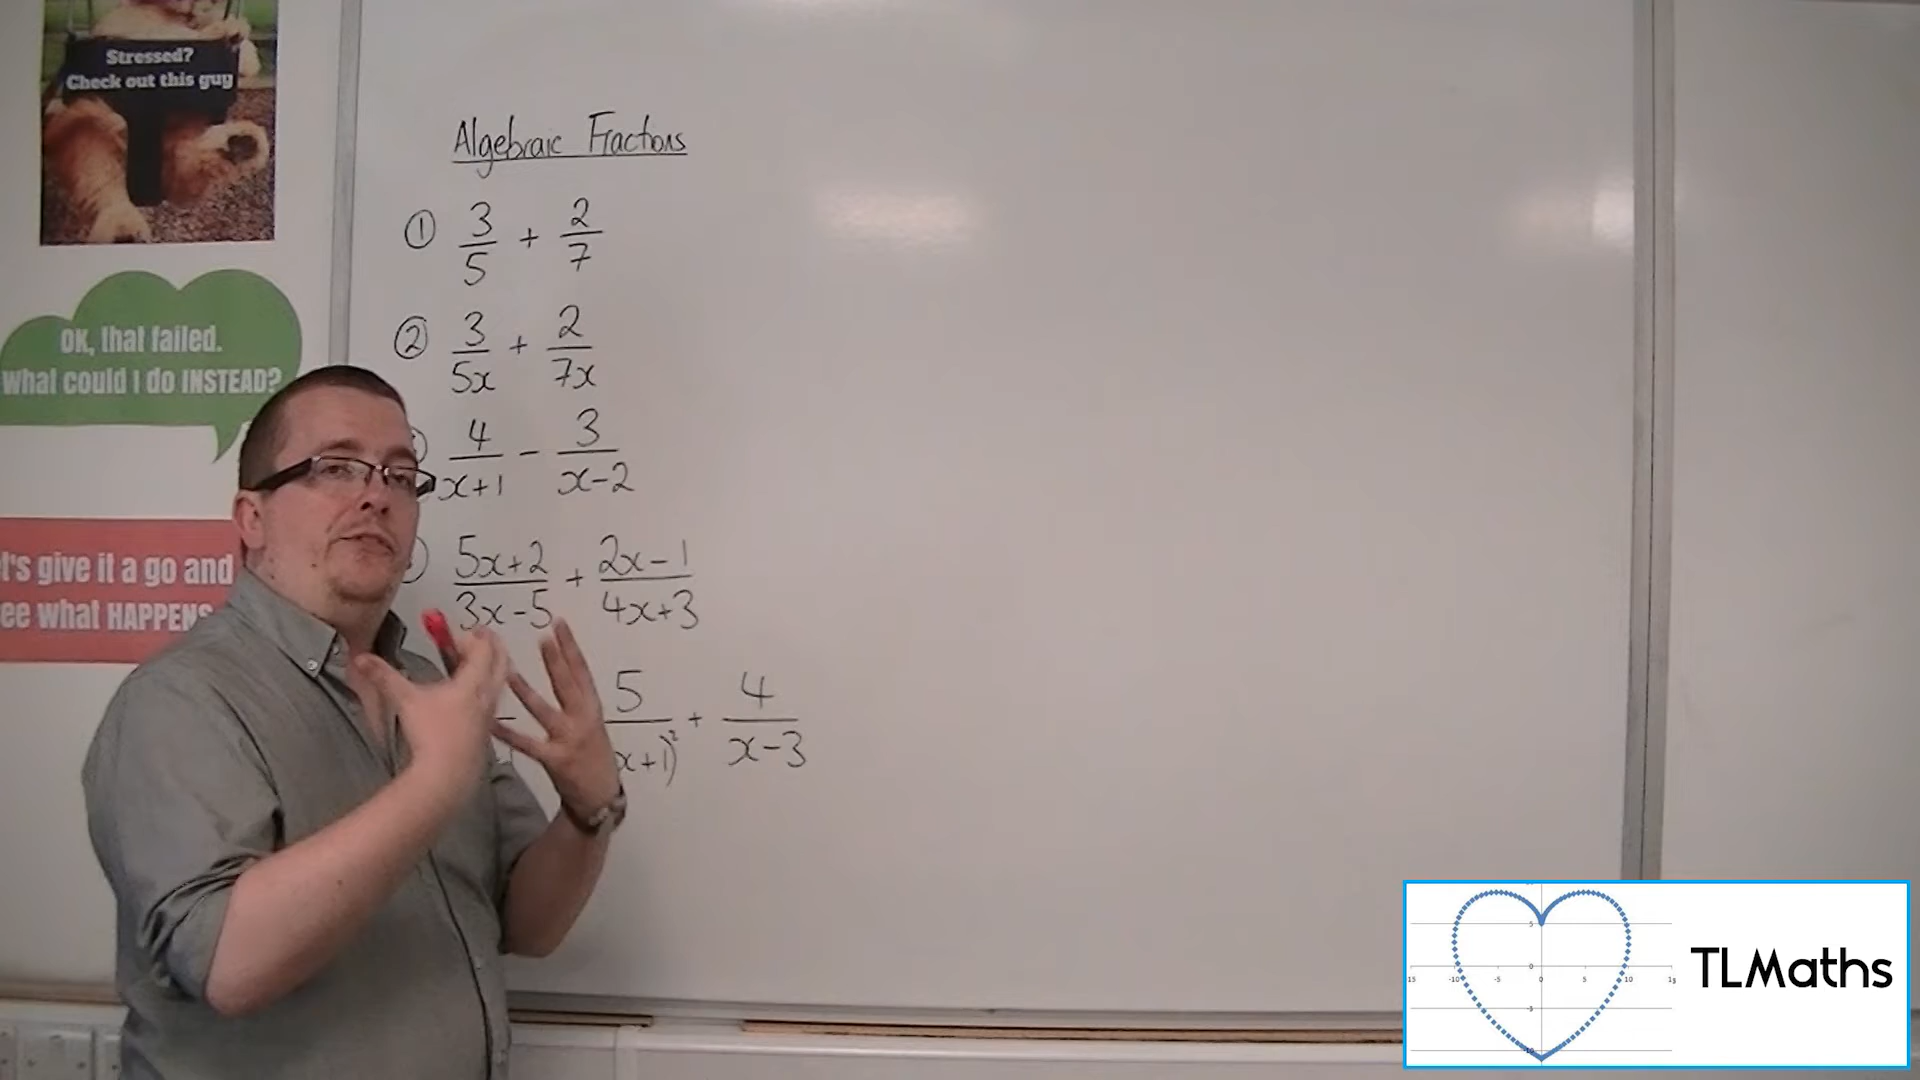 Stressed?
Check out this guy
OK, that failed.
What could I do INSTEAD?
give it a go and
what HAPPENS
Algebraic Fractions
① 3/5 + 2/7
② 3/5x + 2/7x
4/x+1 - 3/x-2
5x+2/3x-5 + 2x-1/4x+3
5/x+1)² + 4/x-3
TLMaths